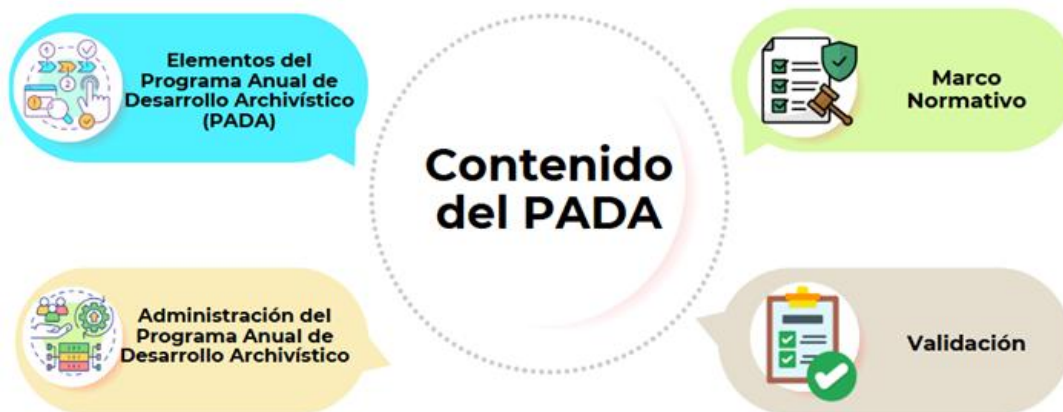 Elementos del
Programa Anual de
Desarrollo Archivístico
(PADA)
Marco
Normativo
Contenido
del PADA
Administración del
Programa Anual de
Desarrollo Archivístico
Validación